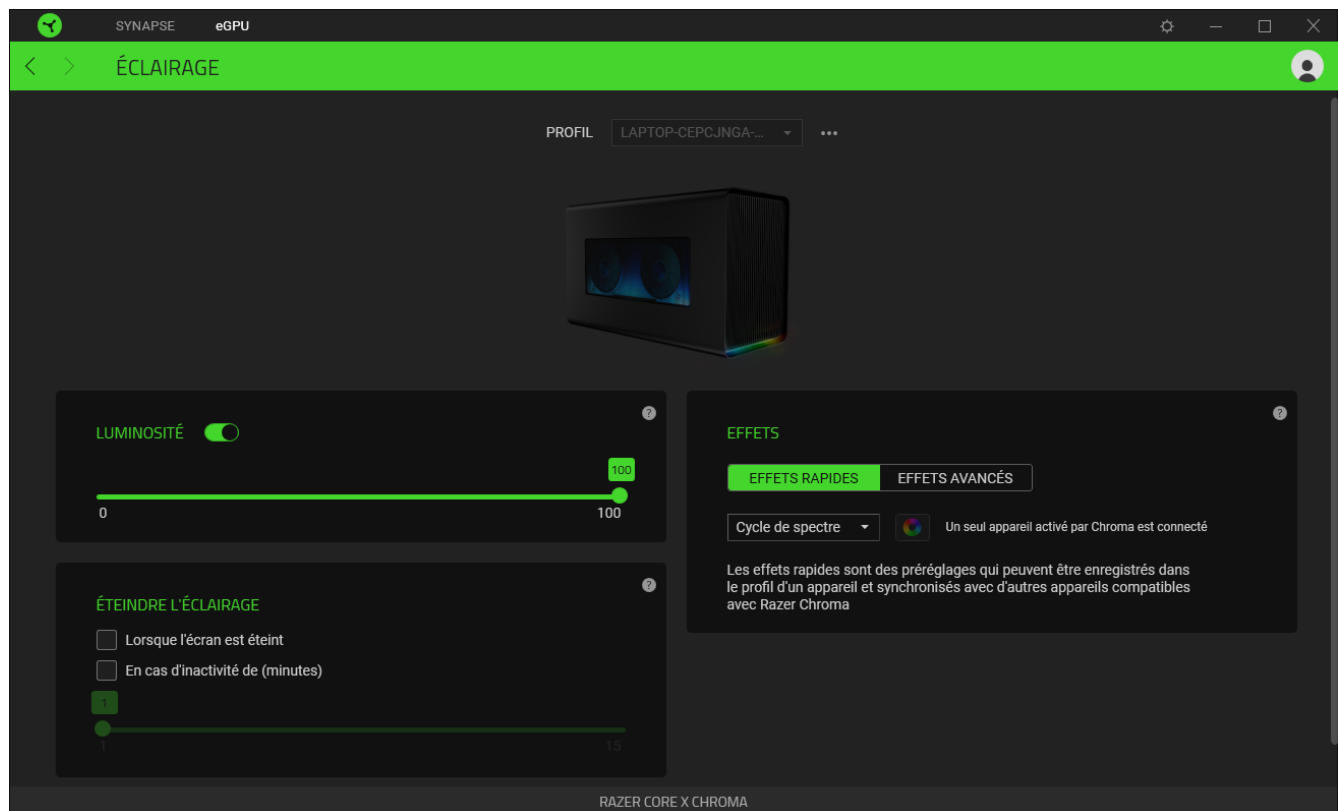 SYNAPSE eGPU
ÉCLAIRAGE
PROFIL LAPTOP-CEPCJNGA-...
LUMINOSITÉ
100
0 100
ÉTEINDRE L'ÉCLAIRAGE
Lorsque l'écran est éteint
En cas d'inactivité de (minutes)
1
1 15
EFFETS
EFFETS RAPIDES EFFETS AVANCÉS
Cycle de spectre Un seul appareil activé par Chroma est connecté
Les effets rapides sont des préréglages qui peuvent être enregistrés dans
le profil d'un appareil et synchronisés avec d'autres appareils compatibles
avec Razer Chroma
RAZER CORE X CHROMA